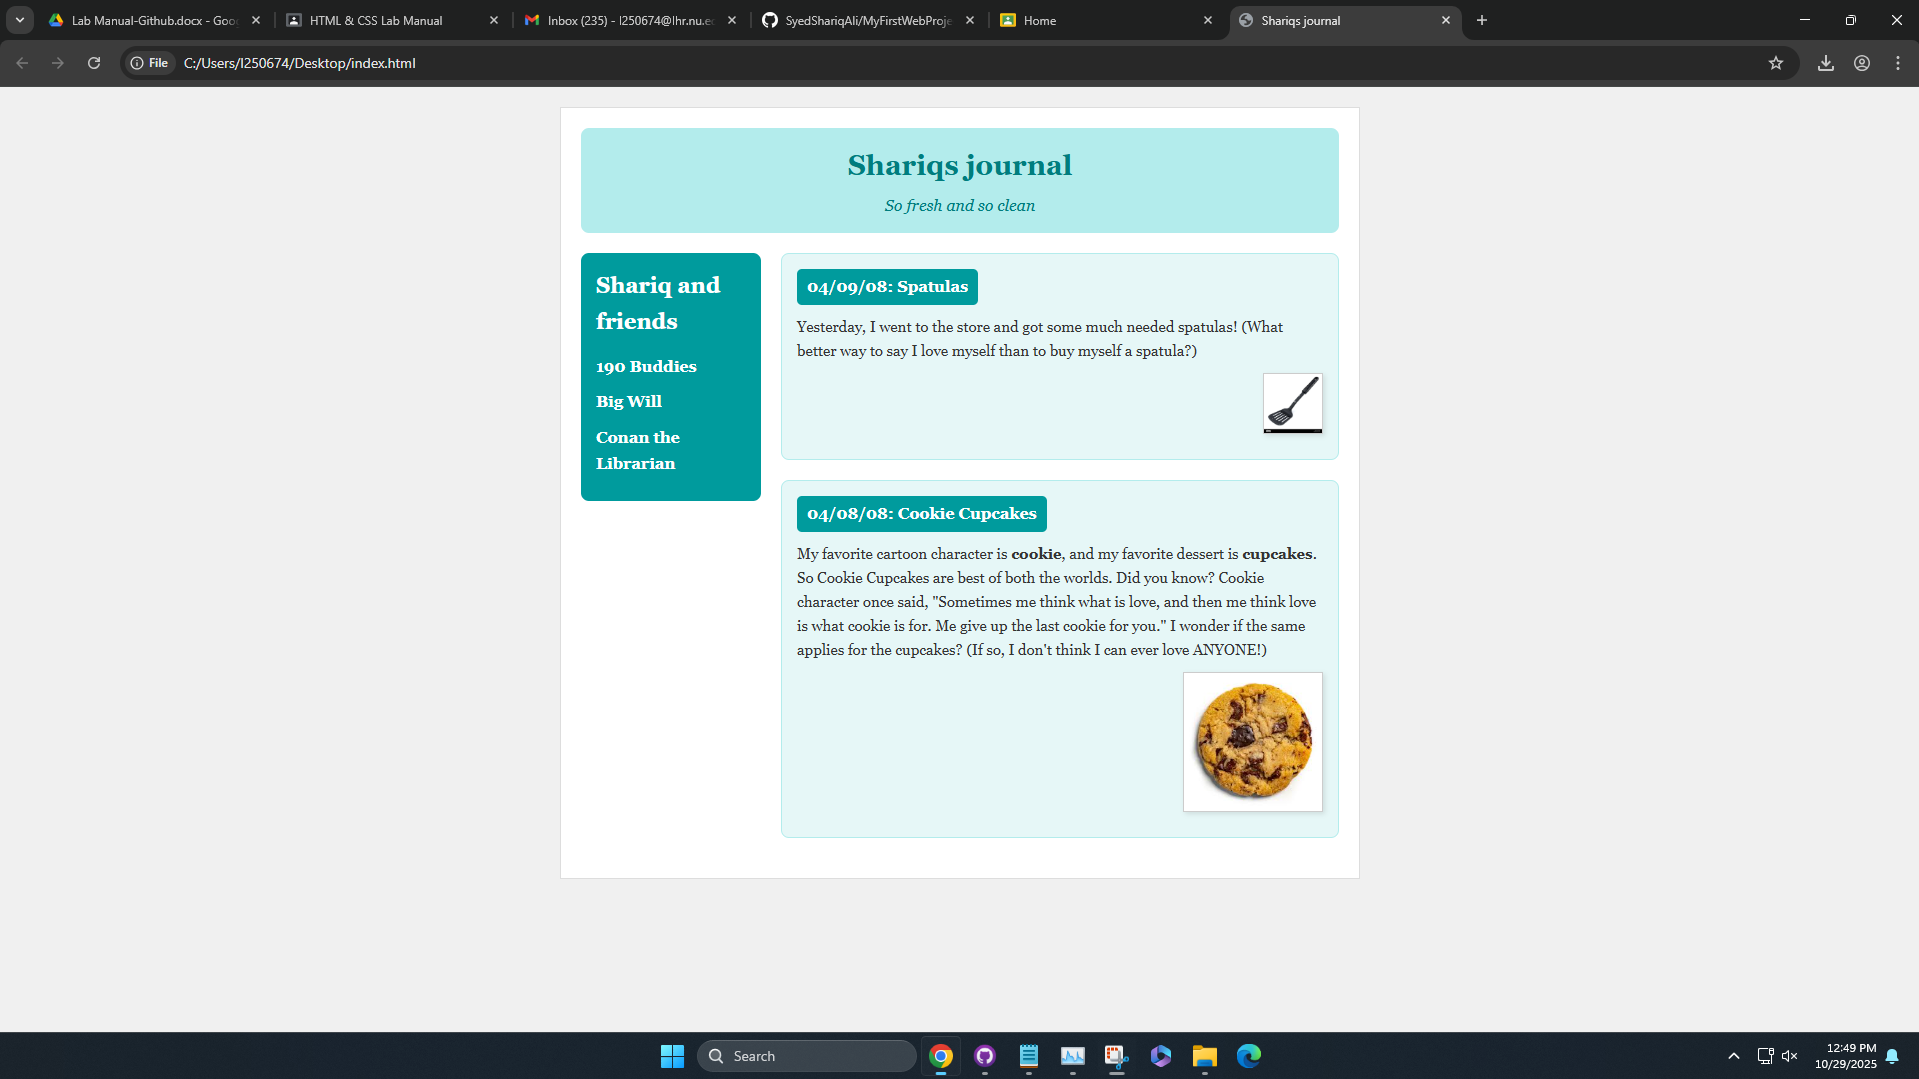 Lab Manual-Github.docx - Goo
HTML & CSS Lab Manual
Inbox (235) - l250674@lhr.nu.e
SyedShariqAli/MyFirstWebProje
Home
Shariqs journal
File
C:/Users/l250674/Desktop/index.html
Shariqs journal
So fresh and so clean
Shariq and
friends
190 Buddies
Big Will
Conan the
Librarian
04/09/08: Spatulas
Yesterday, I went to the store and got some much needed spatulas! (What
better way to say I love myself than to buy myself a spatula?)
04/08/08: Cookie Cupcakes
My favorite cartoon character is cookie, and my favorite dessert is cupcakes.
So Cookie Cupcakes are best of both the worlds. Did you know? Cookie
character once said, "Sometimes me think what is love, and then me think love
is what cookie is for. Me give up the last cookie for you." I wonder if the same
applies for the cupcakes? (If so, I don't think I can ever love ANYONE!)
Search
12:49 PM
10/29/2025